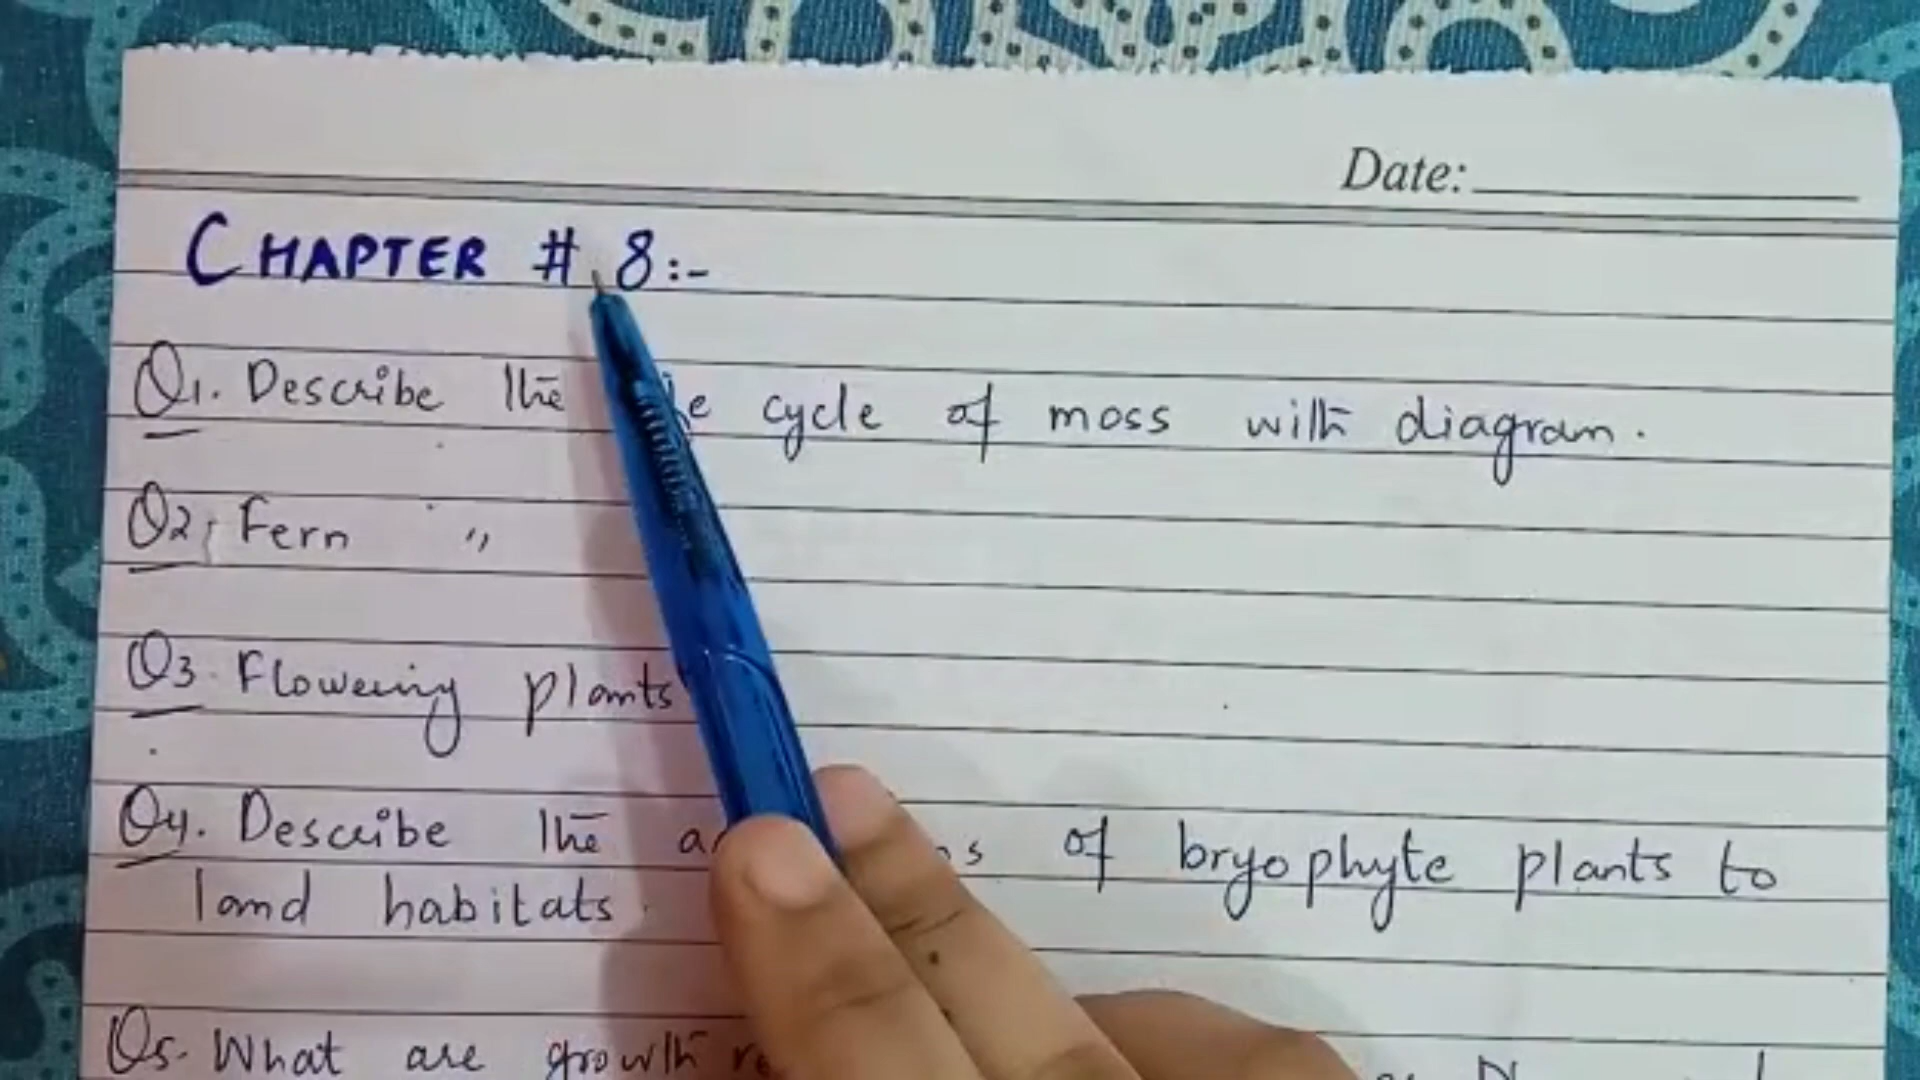 Date:
CHAPTER # 8:-
Q1. Describe the cycle of moss with diagram.
Q2. Fern "
Q3. Flowering plants
Q4. Describe the of bryophyte plants to
land habitats.
Q5. What are growth